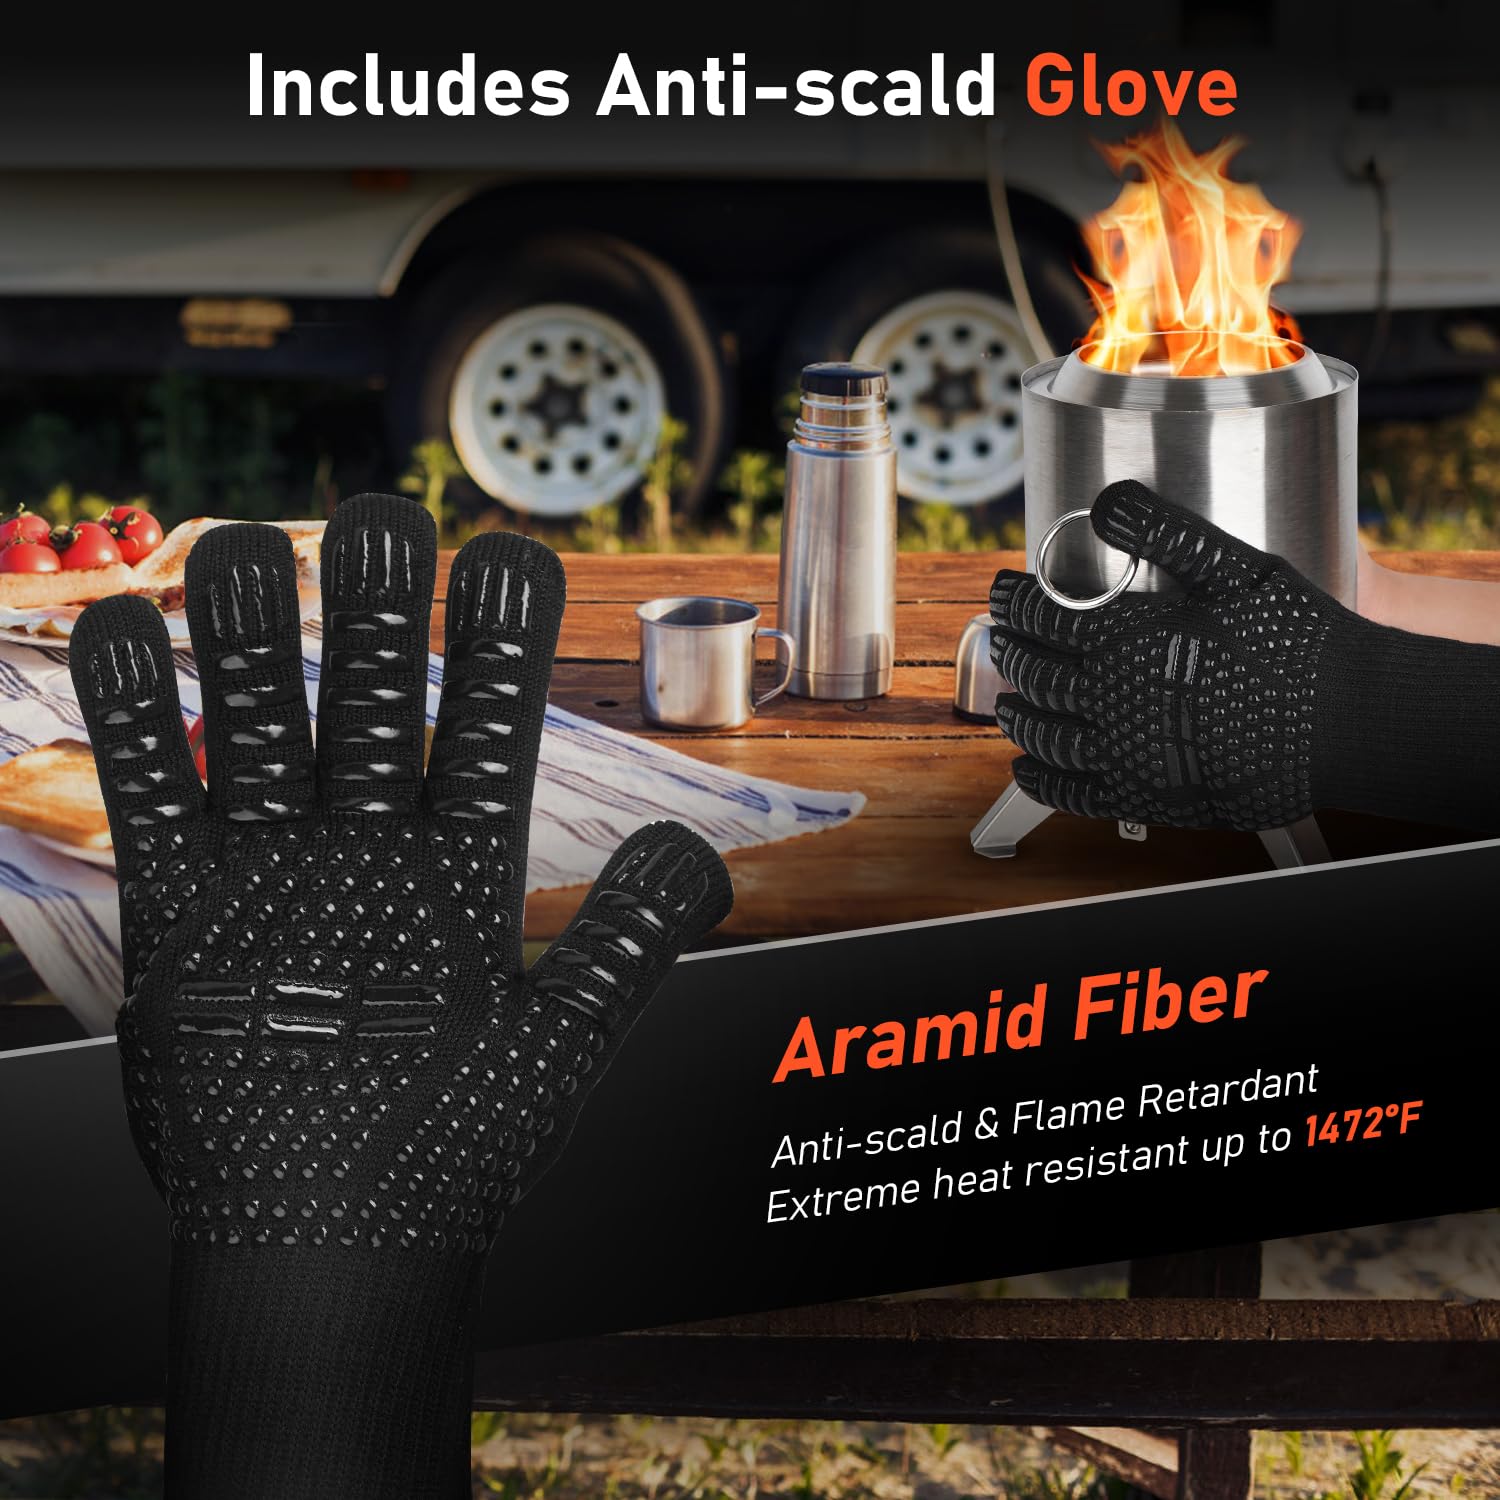 Includes Anti-scald Glove
Aramid Fiber
Anti-scald & Flame Retardant
Extreme heat resistant up to 1472°F